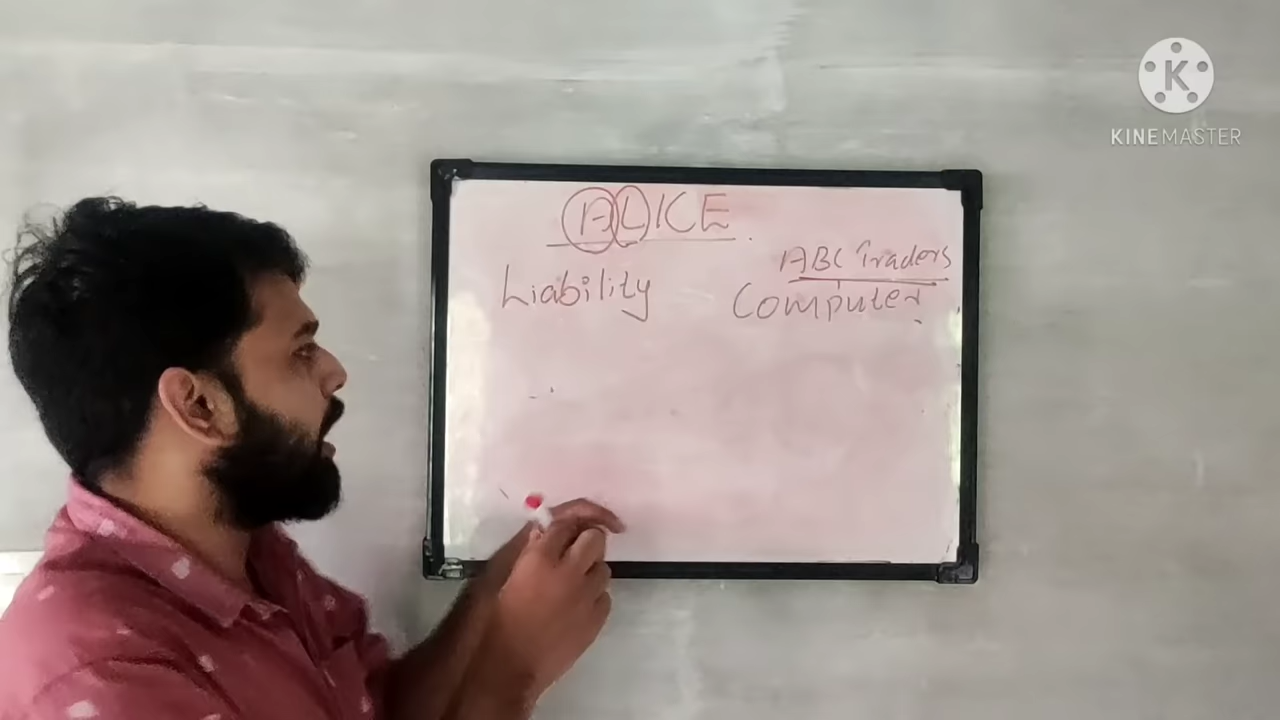 ALICE
ABC Traders
Liability
Computer
K
KINEMASTER